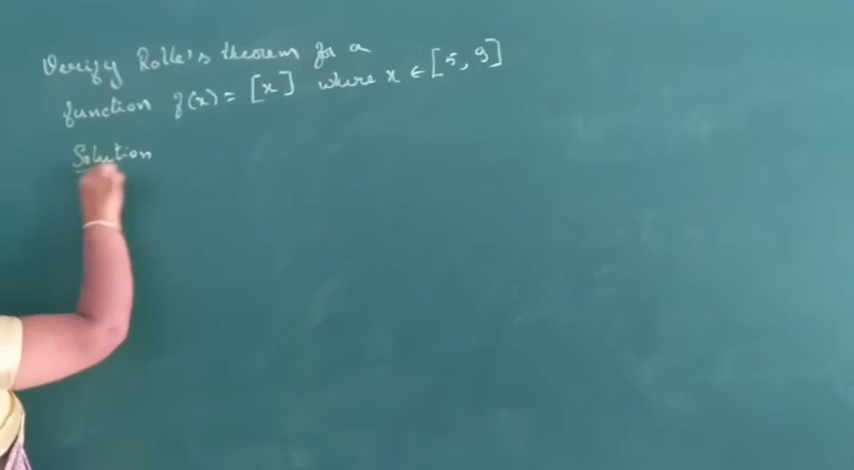 Verify Rolle's theorem for a
function f(x) = [x] where x ∈ [5, 9]
Solution